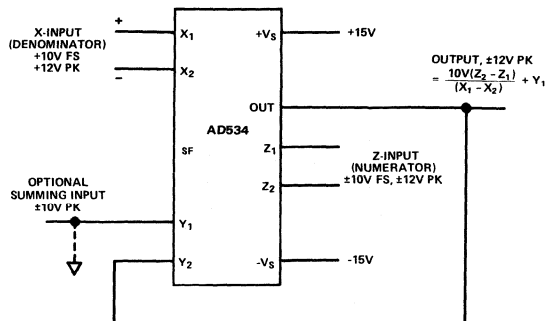 X-INPUT
(DENOMINATOR)
+10V FS
+12V PK
+
−
X1
X2
+VS
+15V
OUTPUT, ±12V PK
= 10V(Z2 − Z1)
(X1 − X2)
+ Y1
OUT
AD534
SF
Z1
Z2
Z-INPUT
(NUMERATOR)
±10V FS, ±12V PK
OPTIONAL
SUMMING INPUT
±10V PK
Y1
Y2
-VS
-15V